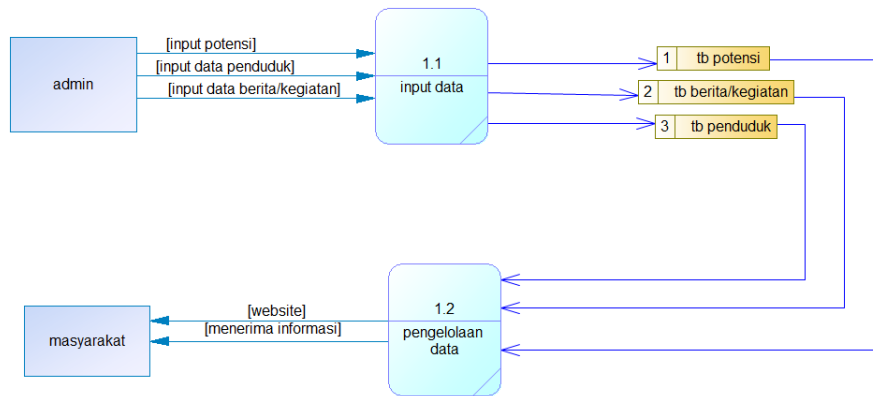 admin
[input potensi]
[input data penduduk]
[input data berita/kegiatan]
1.1
input data
1 tb potensi
2 tb berita/kegiatan
3 tb penduduk
masyarakat
[website]
[menerima informasi]
1.2
pengelolaan
data